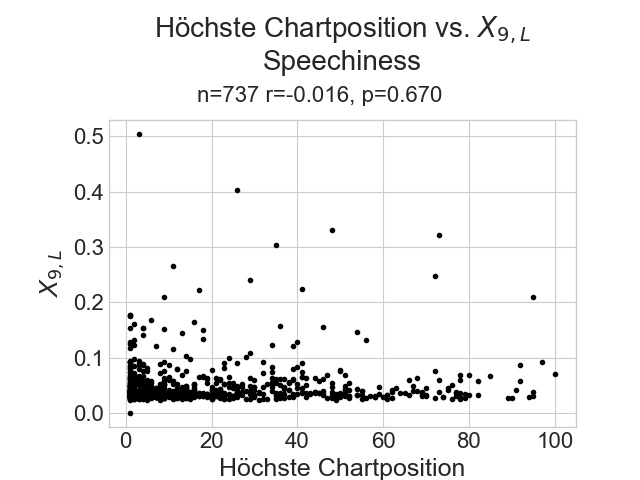 Höchste Chartposition vs. X9, L
Speechiness
n=737 r=-0.016, p=0.670
0.5
0.4
0.3
0.2
0.1
0.0
X9, L
0 20 40 60 80 100
Höchste Chartposition